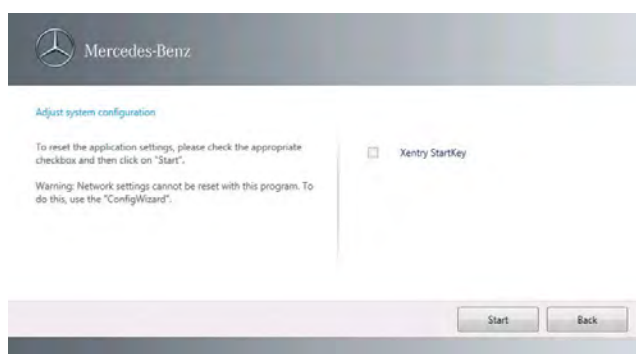 Mercedes-Benz
Adjust system configuration
To reset the application settings, please check the appropriate
checkbox and then click on "Start".
Warning: Network settings cannot be reset with this program. To
do this, use the "ConfigWizard".
Xentry StartKey
Start
Back